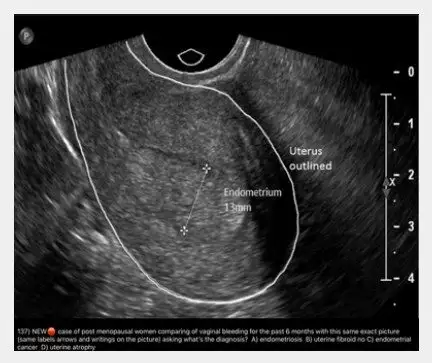 P
0
1
Uterus
outlined
2
X
Endometrium
13mm
3
4
137) NEW🔴 case of post menopausal women comparing of vaginal bleeding for the past 6 months with this same exact picture
(same labels arrows and writings on the picture) asking what's the diagnosis? A) endometriosis B) uterine fibroid no C) endometrial
cancer D) uterine atrophy